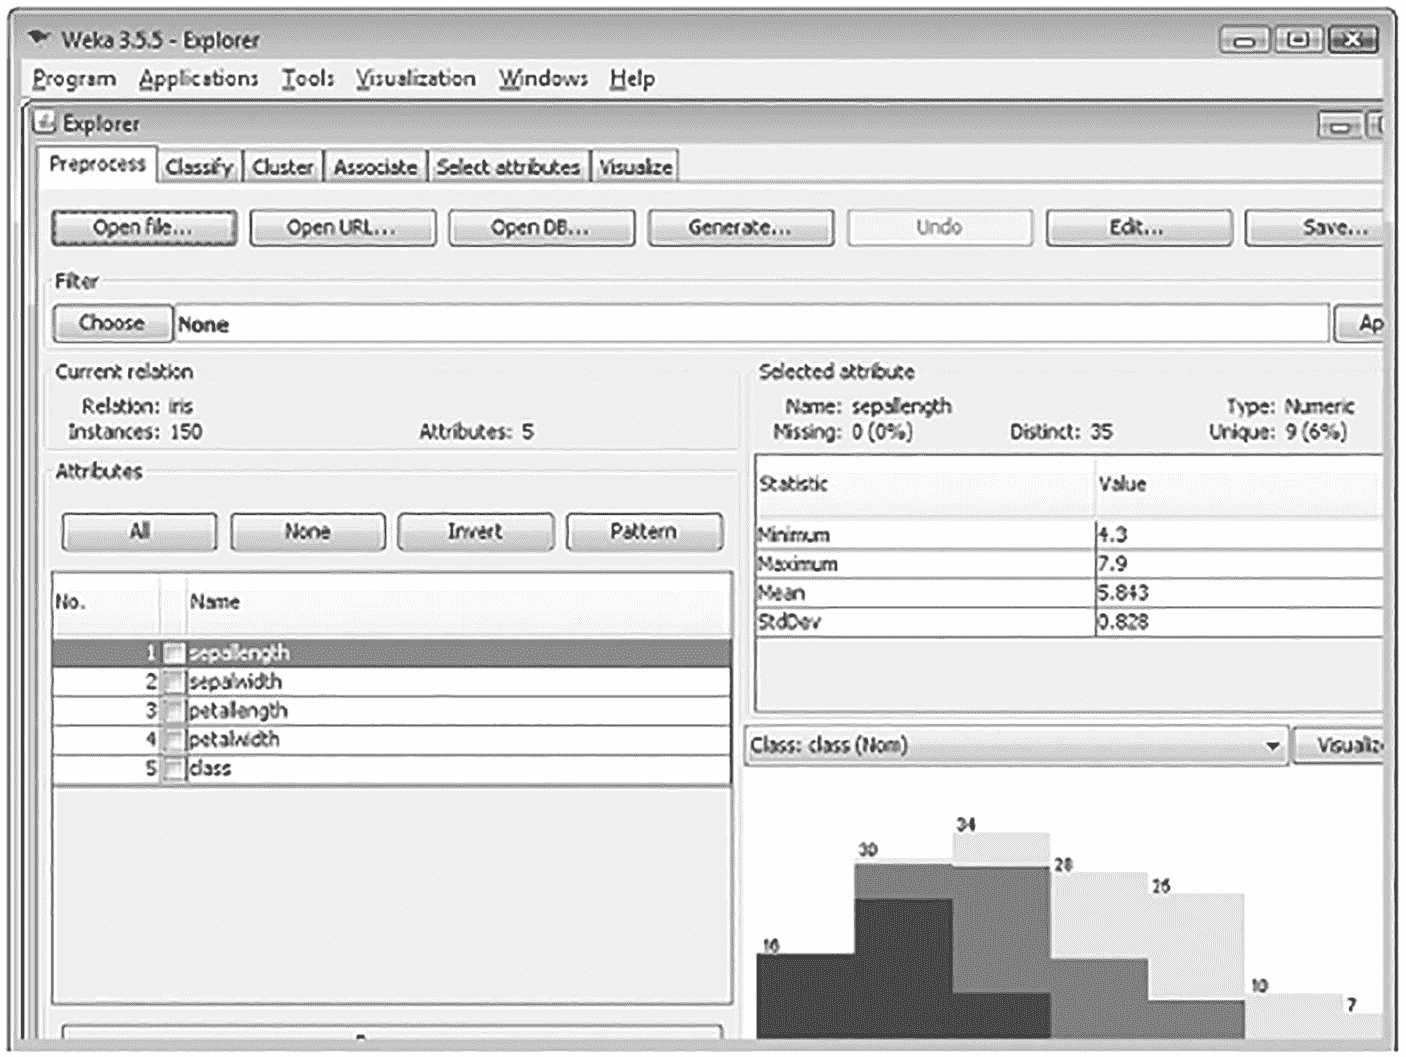 Weka 3.5.5 - Explorer
Program Applications Tools Visualization Windows Help
Explorer
Preprocess Classify Cluster Associate Select attributes Visualize
Open file... Open URL... Open DB... Generate... Undo Edit... Save...
Filter
Choose None Ap
Current relation
Relation: iris
Instances: 150 Attributes: 5
Selected attribute
Name: sepallength Type: Numeric
Missing: 0 (0%) Distinct: 35 Unique: 9 (6%)
Attributes
All None Invert Pattern
No. Name
1 sepallength
2 sepalwidth
3 petallength
4 petalwidth
5 class
Statistic Value
Minimum 4.3
Maximum 7.9
Mean 5.843
StdDev 0.828
Class: class (Nom) Visualiz
16 30 34 28 25 10 7